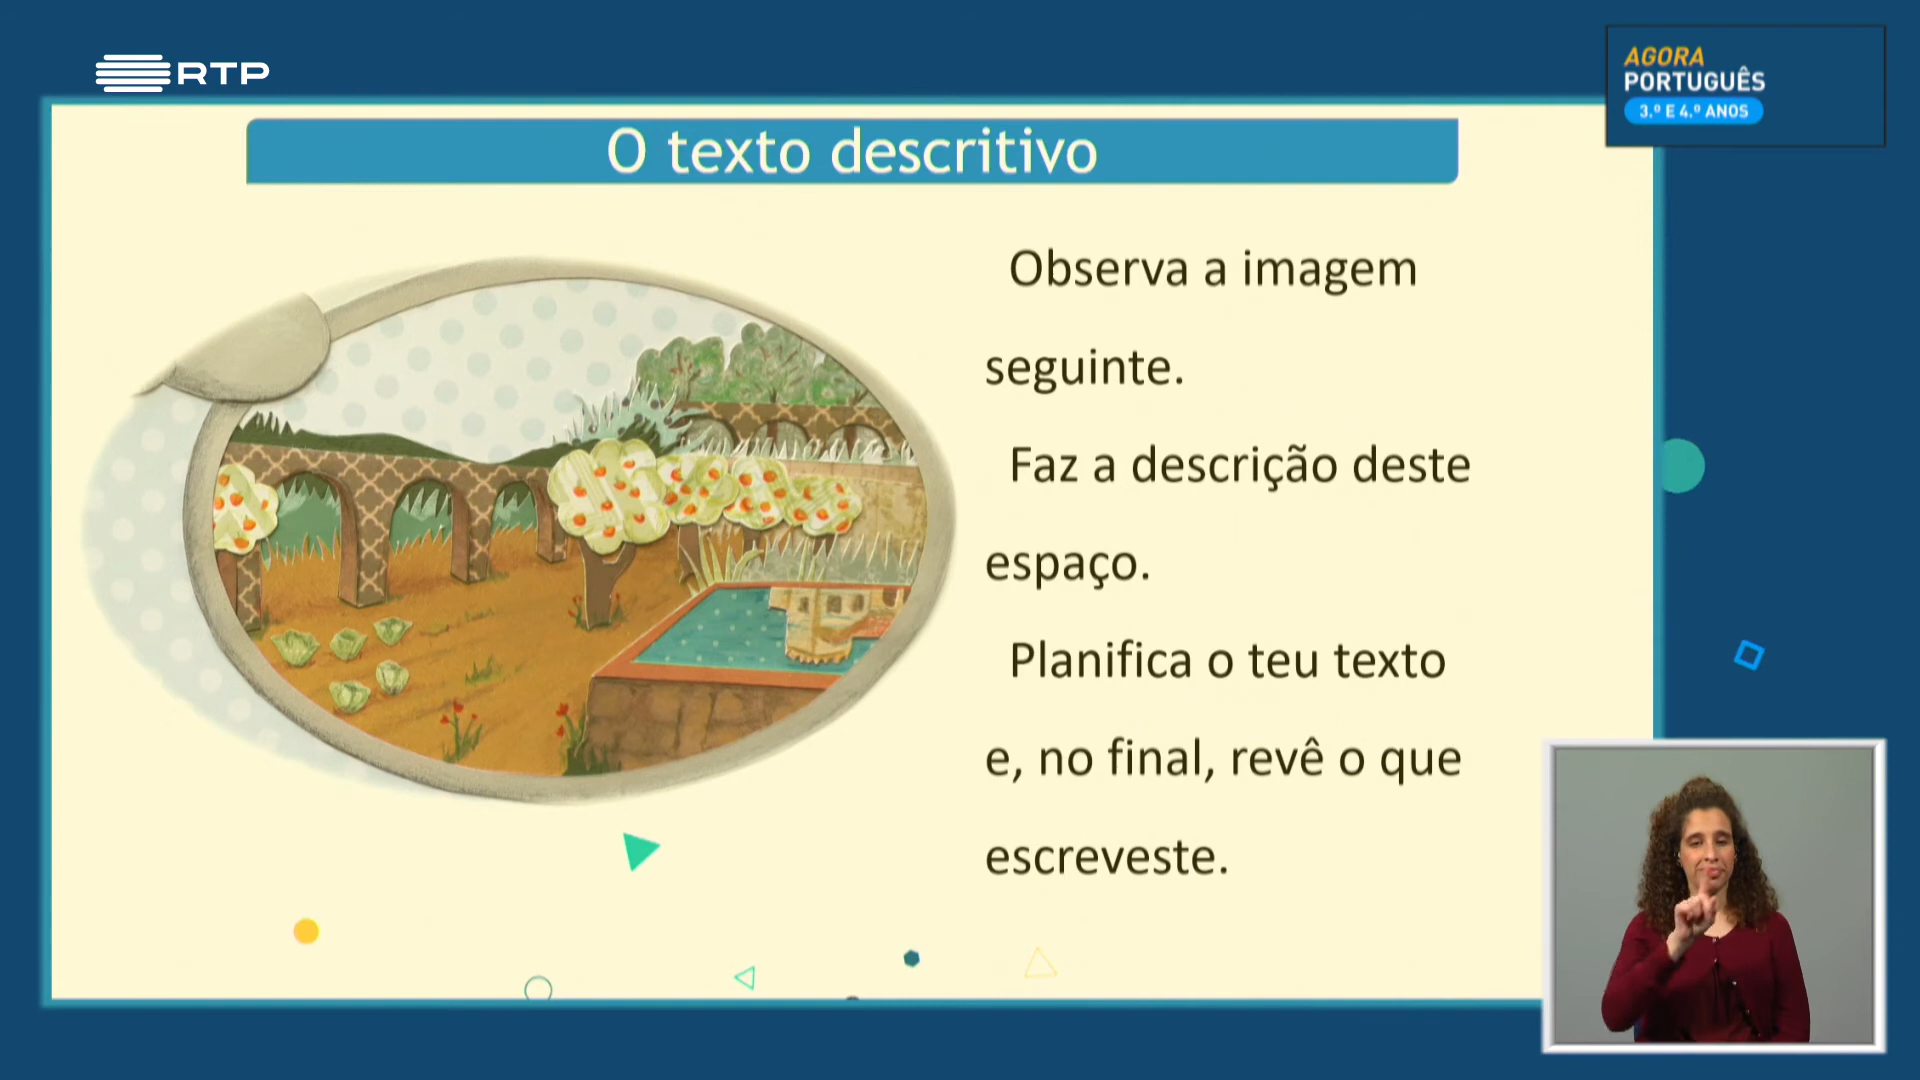 RTP
AGORA
PORTUGUÊS
3.º E 4.º ANOS
O texto descritivo
Observa a imagem
seguinte.
Faz a descrição deste
espaço.
Planifica o teu texto
e, no final, revê o que
escreveste.